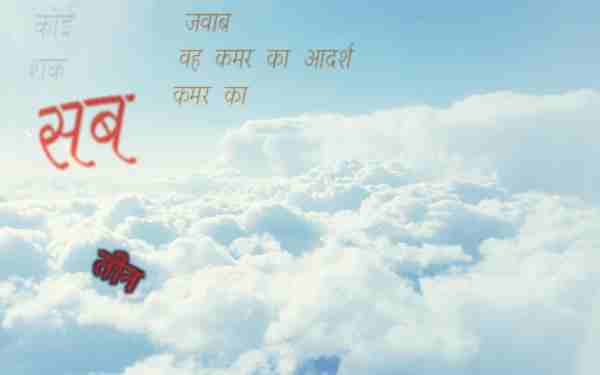 कोई
शक
जवाब
वह कमर का आदर्श
कमर का
सब
तीन